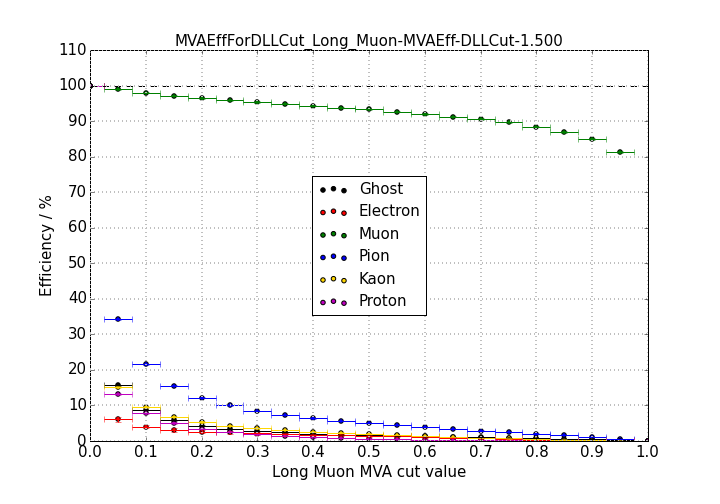 MVAEffForDLLCut_Long_Muon-MVAEff-DLLCut-1.500
110
100
90
80
70
60
50
40
30
20
10
0
Efficiency / %
Ghost
Electron
Muon
Pion
Kaon
Proton
0.0 0.1 0.2 0.3 0.4 0.5 0.6 0.7 0.8 0.9 1.0
Long Muon MVA cut value